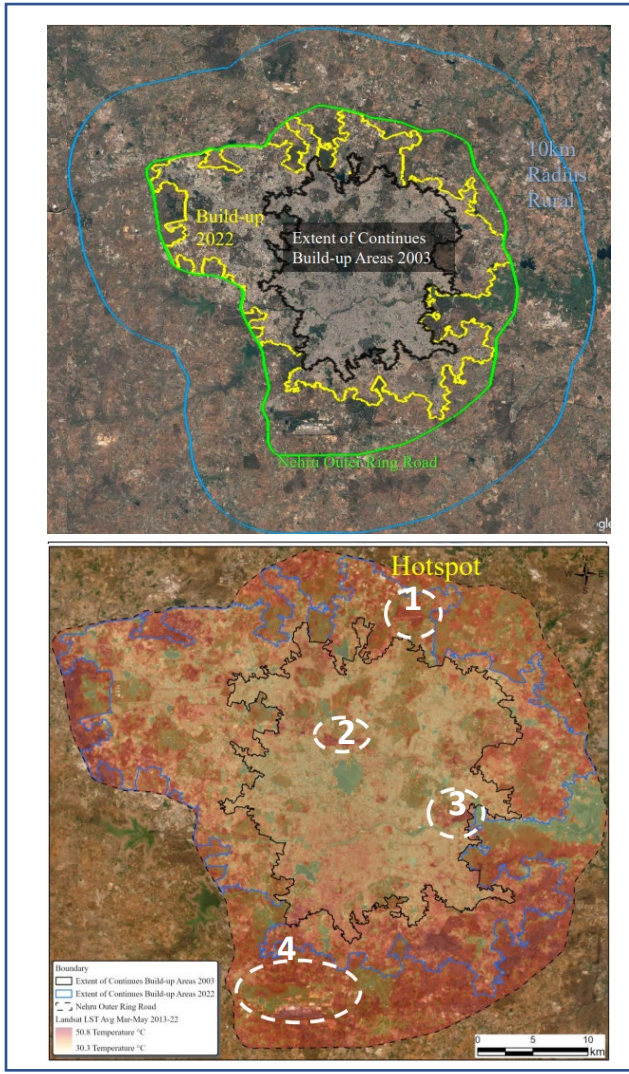 10km
Radius
Rural
Build-up
2022
Extent of Continues
Build-up Areas 2003
Nehru Outer Ring Road
Hotspot
1
2
3
4
Boundary
Extent of Continues Build-up Areas 2003
Extent of Continues Build-up Areas 2022
Nehru Outer Ring Road
Landsat LST Avg Mar-May 2013-22
50.8 Temperature °C
30.3 Temperature °C
0 5 10
km